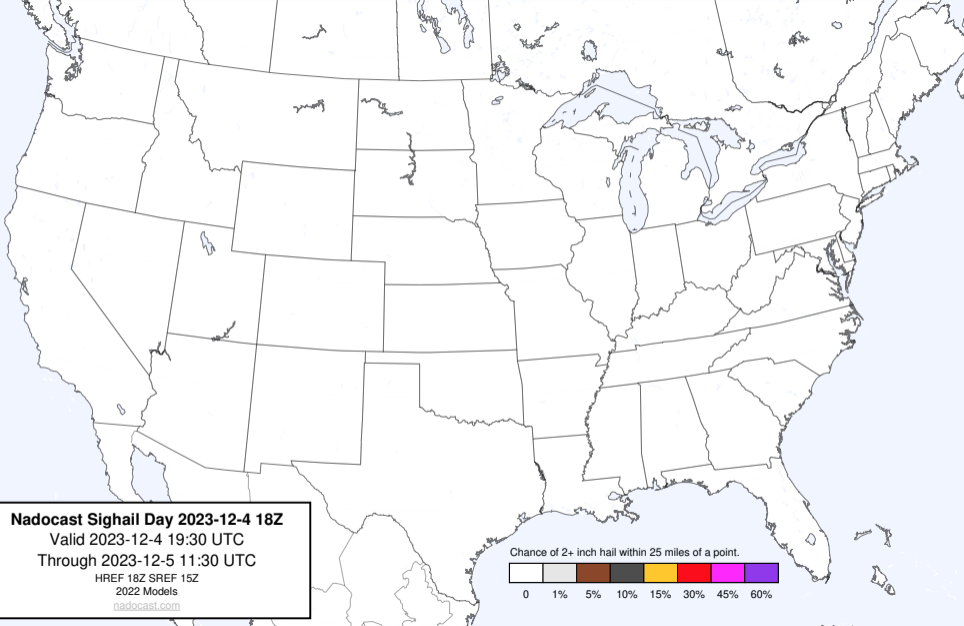 Nadocast Sighail Day 2023-12-4 18Z
Valid 2023-12-4 19:30 UTC
Through 2023-12-5 11:30 UTC
HREF 18Z SREF 15Z
2022 Models
nadocast.com
Chance of 2+ inch hail within 25 miles of a point.
0 1% 5% 10% 15% 30% 45% 60%